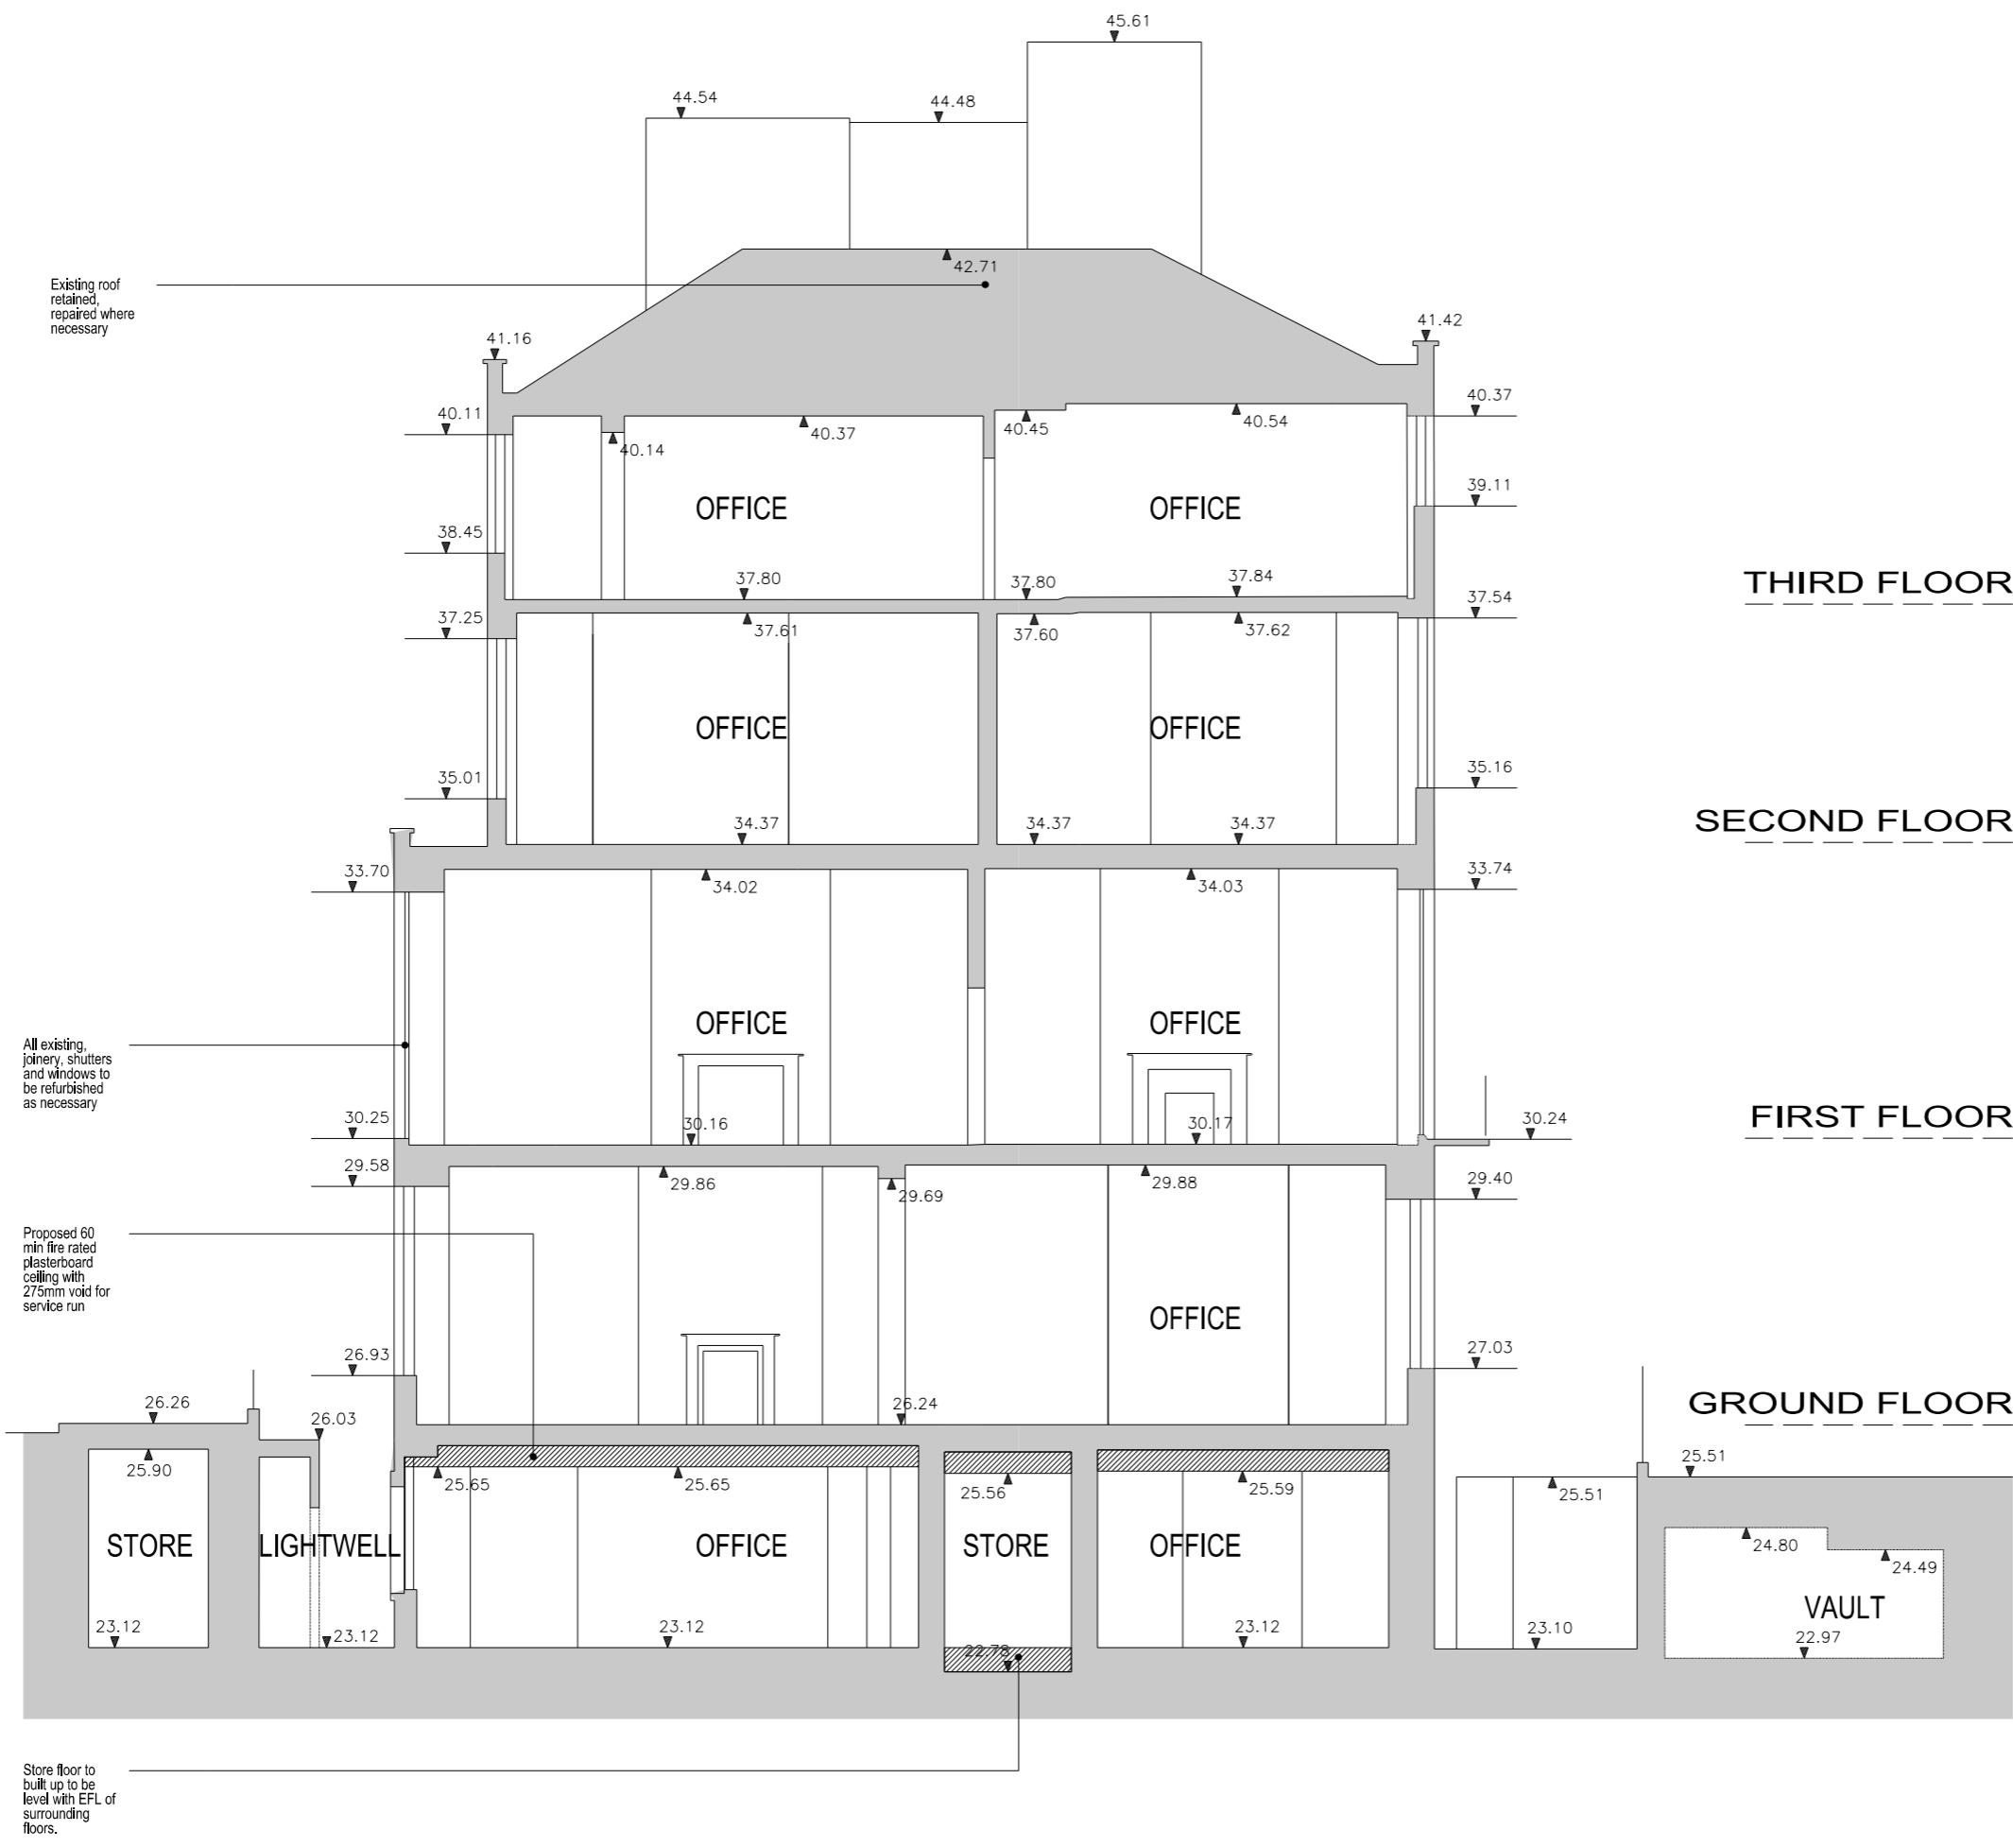 45.61
44.54
44.48
42.71
Existing roof
retained,
repaired where
necessary
41.16
41.42
40.11
40.14
40.37
40.45
40.54
40.37
OFFICE
OFFICE
39.11
38.45
37.80
37.80
37.84
THIRD FLOOR
37.54
37.25
37.61
37.60
37.62
OFFICE
OFFICE
35.01
35.16
34.37
34.37
34.37
SECOND FLOOR
33.70
34.02
34.03
33.74
OFFICE
OFFICE
All existing,
joinery, shutters
and windows to
be refurbished
as necessary
30.25
30.16
30.17
30.24
FIRST FLOOR
29.58
29.86
29.69
29.88
29.40
Proposed 60
min fire rated
plasterboard
ceiling with
275mm void for
service run
OFFICE
26.93
27.03
26.26
26.03
26.24
GROUND FLOOR
25.90
25.65
25.65
25.56
25.59
25.51
25.51
STORE
LIGHTWELL
OFFICE
STORE
OFFICE
24.80
24.49
VAULT
23.12
23.12
23.12
22.78
23.12
23.10
22.97
Store floor to
built up to be
level with EFL of
surrounding
floors.